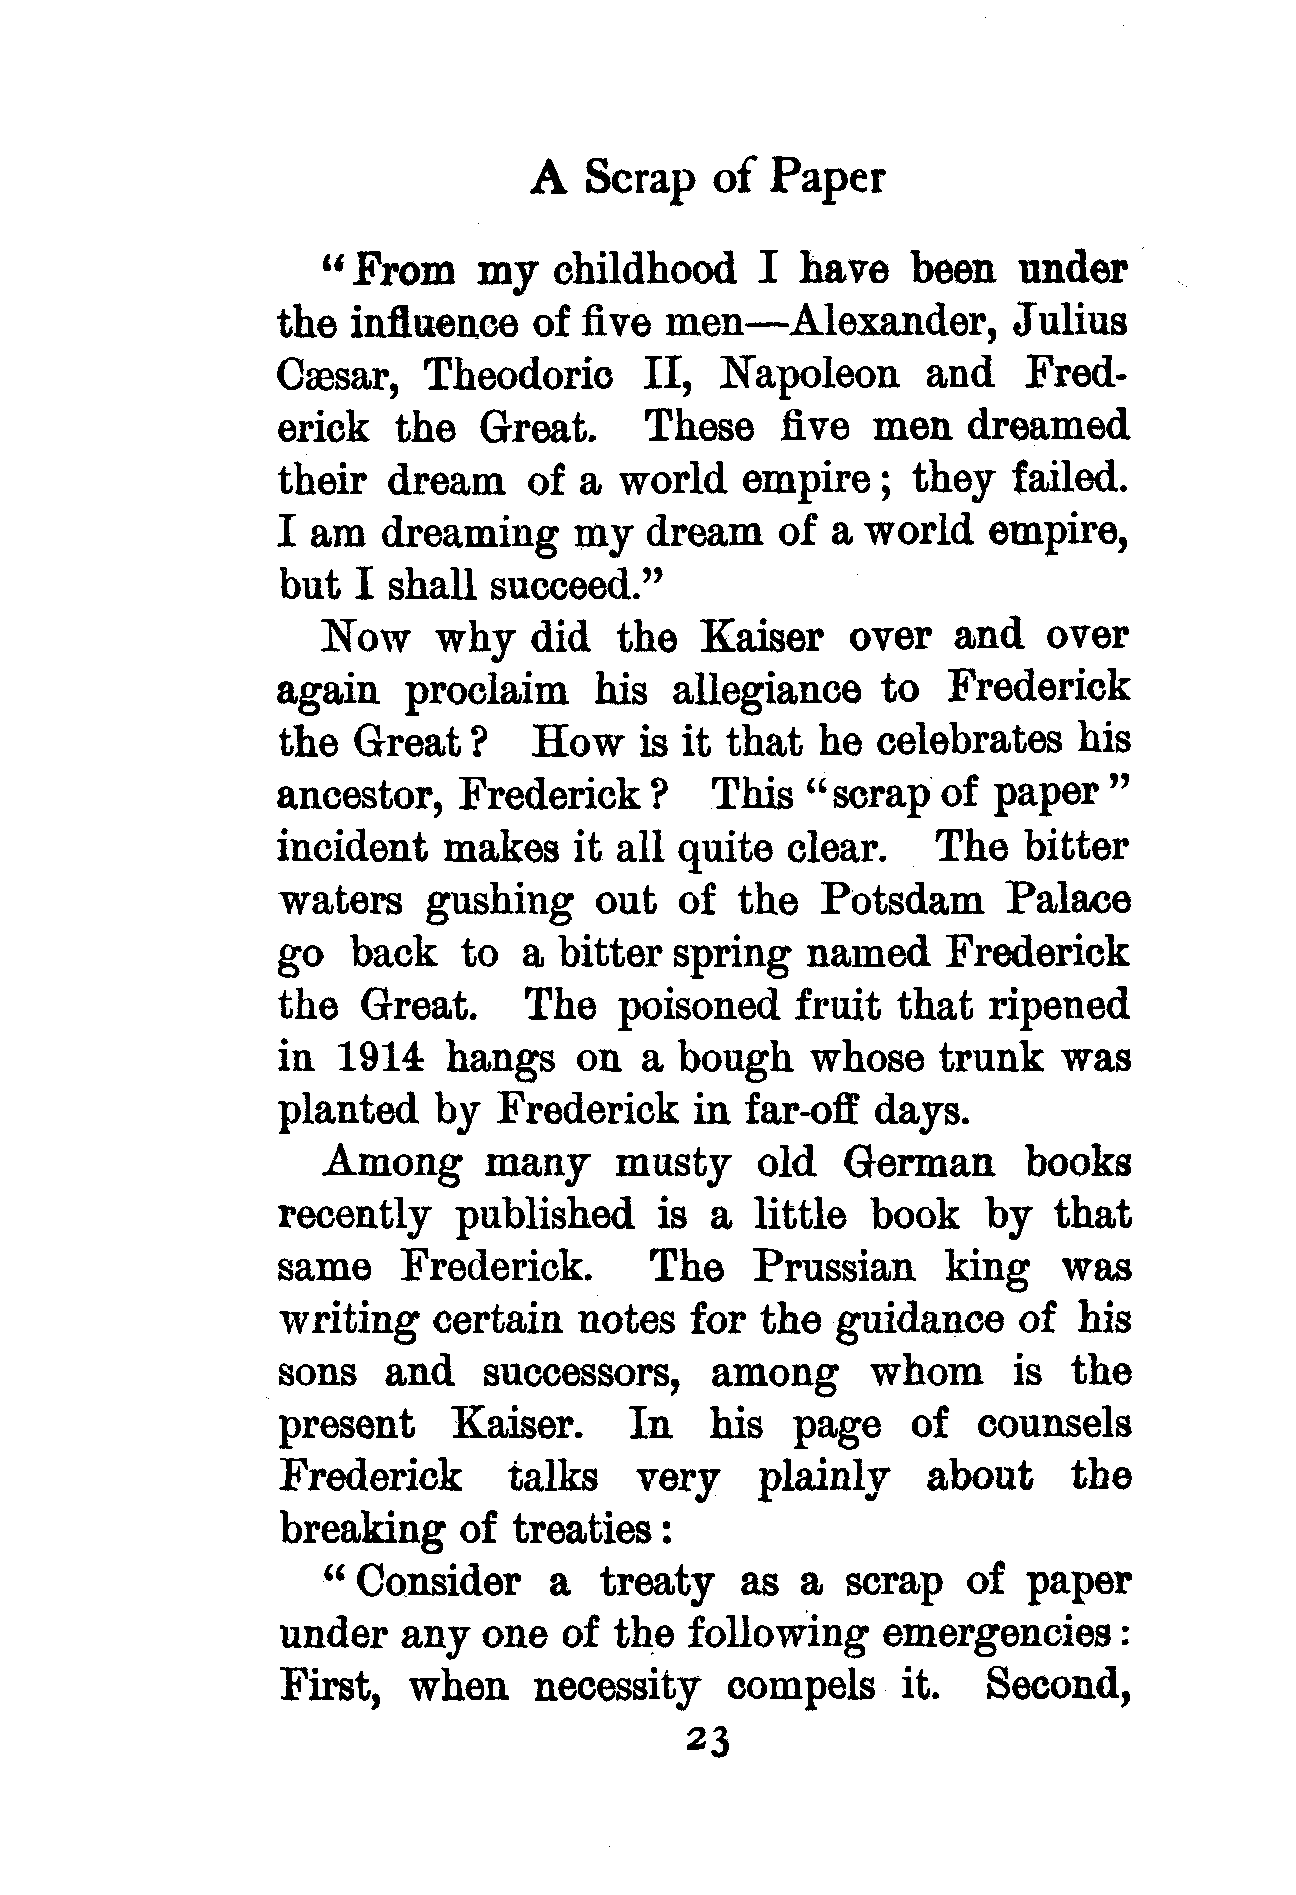 A Scrap of Paper
“From my childhood I have been under
the influence of five men—Alexander, Julius
Cæsar, Theodoric II, Napoleon and Fred-
erick the Great. These five men dreamed
their dream of a world empire; they failed.
I am dreaming my dream of a world empire,
but I shall succeed.”
Now why did the Kaiser over and over
again proclaim his allegiance to Frederick
the Great? How is it that he celebrates his
ancestor, Frederick? This “scrap of paper”
incident makes it all quite clear. The bitter
waters gushing out of the Potsdam Palace
go back to a bitter spring named Frederick
the Great. The poisoned fruit that ripened
in 1914 hangs on a bough whose trunk was
planted by Frederick in far-off days.
Among many musty old German books
recently published is a little book by that
same Frederick. The Prussian king was
writing certain notes for the guidance of his
sons and successors, among whom is the
present Kaiser. In his page of counsels
Frederick talks very plainly about the
breaking of treaties:
“Consider a treaty as a scrap of paper
under any one of the following emergencies:
First, when necessity compels it. Second,
23